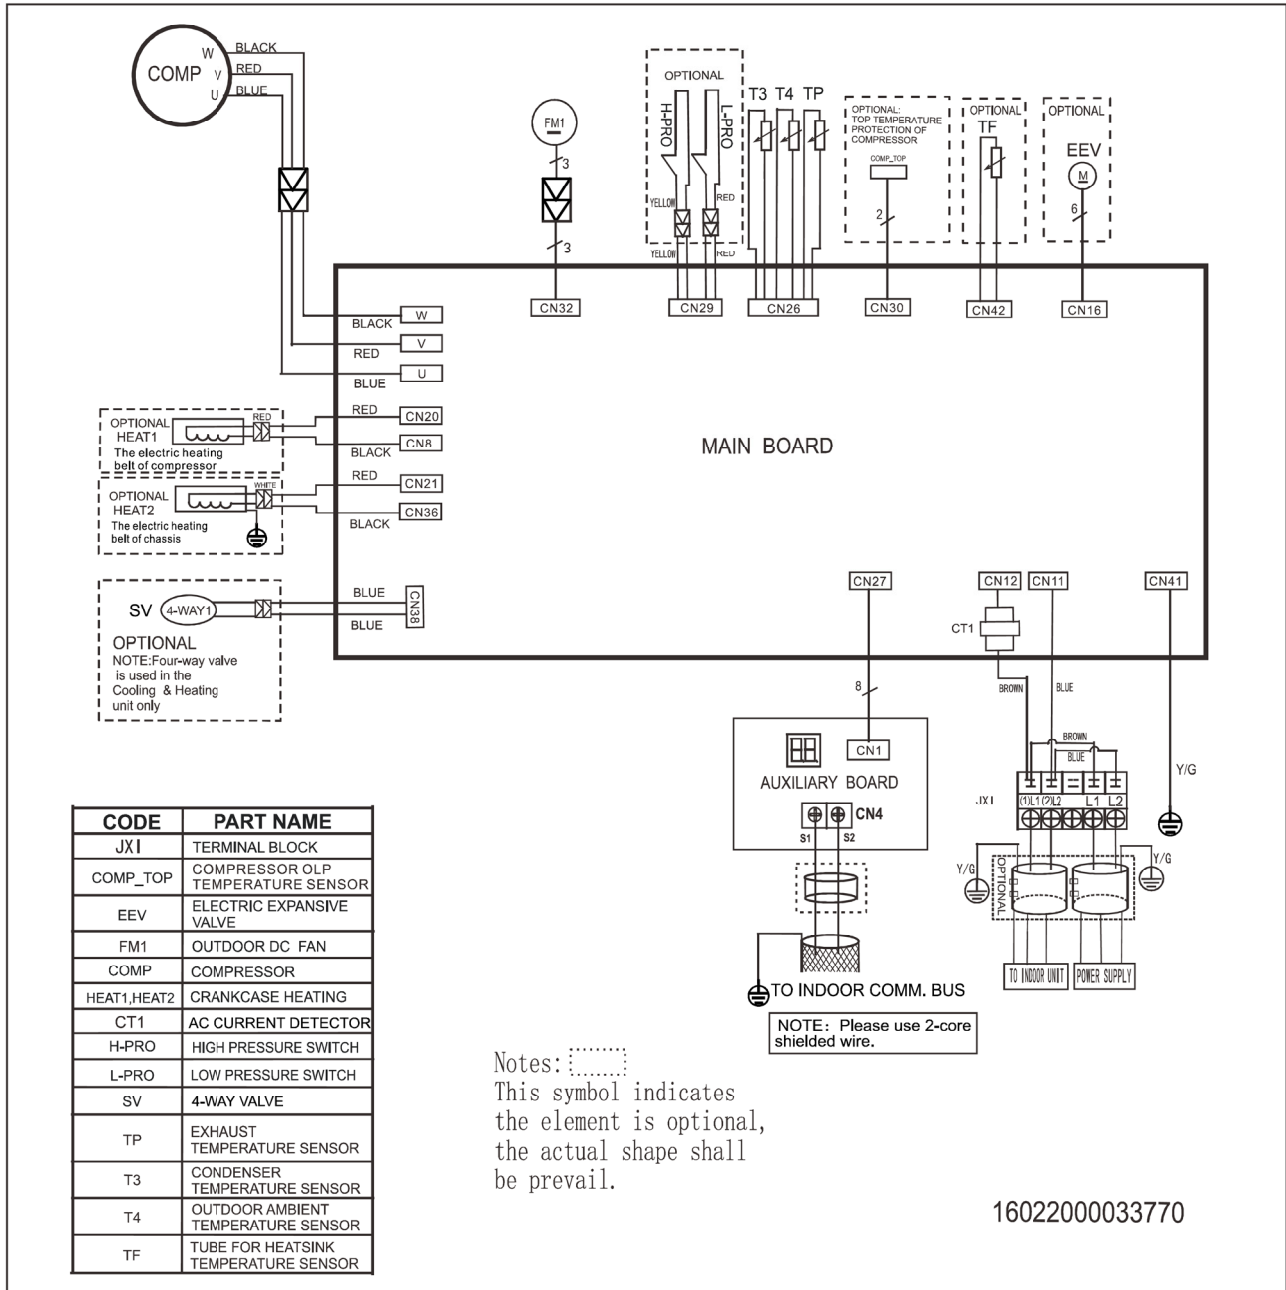 COMP
W
V
U
BLACK
RED
BLUE
FM1
3
3
OPTIONAL
H-PRO
L-PRO
YELLOW
RED
YELLOW
RED
T3 T4 TP
OPTIONAL:
TOP TEMPERATURE
PROTECTION OF
COMPRESSOR
COMP_TOP
2
OPTIONAL
TF
OPTIONAL
EEV
M
6
CN32
CN29
CN26
CN30
CN42
CN16
BLACK
W
RED
V
BLUE
U
OPTIONAL
HEAT1
The electric heating
belt of compressor
RED
RED
CN20
BLACK
CN8
OPTIONAL
HEAT2
The electric heating
belt of chassis
WHITE
RED
CN21
BLACK
CN36
MAIN BOARD
SV
4-WAY1
OPTIONAL
NOTE:Four-way valve
is used in the
Cooling & Heating
unit only
BLUE
BLUE
CN38
CN27
CN12
CN11
CN41
CT1
8
BROWN
BLUE
CN1
AUXILIARY BOARD
CN4
S1
S2
BROWN
BLUE
Y/G
JX1
(1)L1 (2)L2 L1 L2
Y/G
OPTIONAL
Y/G
TO INDOOR UNIT
POWER SUPPLY
TO INDOOR COMM. BUS
NOTE: Please use 2-core
shielded wire.
CODE PART NAME
JX1 TERMINAL BLOCK
COMP_TOP COMPRESSOR OLP
TEMPERATURE SENSOR
EEV ELECTRIC EXPANSIVE
VALVE
FM1 OUTDOOR DC FAN
COMP COMPRESSOR
HEAT1,HEAT2 CRANKCASE HEATING
CT1 AC CURRENT DETECTOR
H-PRO HIGH PRESSURE SWITCH
L-PRO LOW PRESSURE SWITCH
SV 4-WAY VALVE
TP EXHAUST
TEMPERATURE SENSOR
T3 CONDENSER
TEMPERATURE SENSOR
T4 OUTDOOR AMBIENT
TEMPERATURE SENSOR
TF TUBE FOR HEATSINK
TEMPERATURE SENSOR
Notes:
This symbol indicates
the element is optional,
the actual shape shall
be prevail.
16022000033770